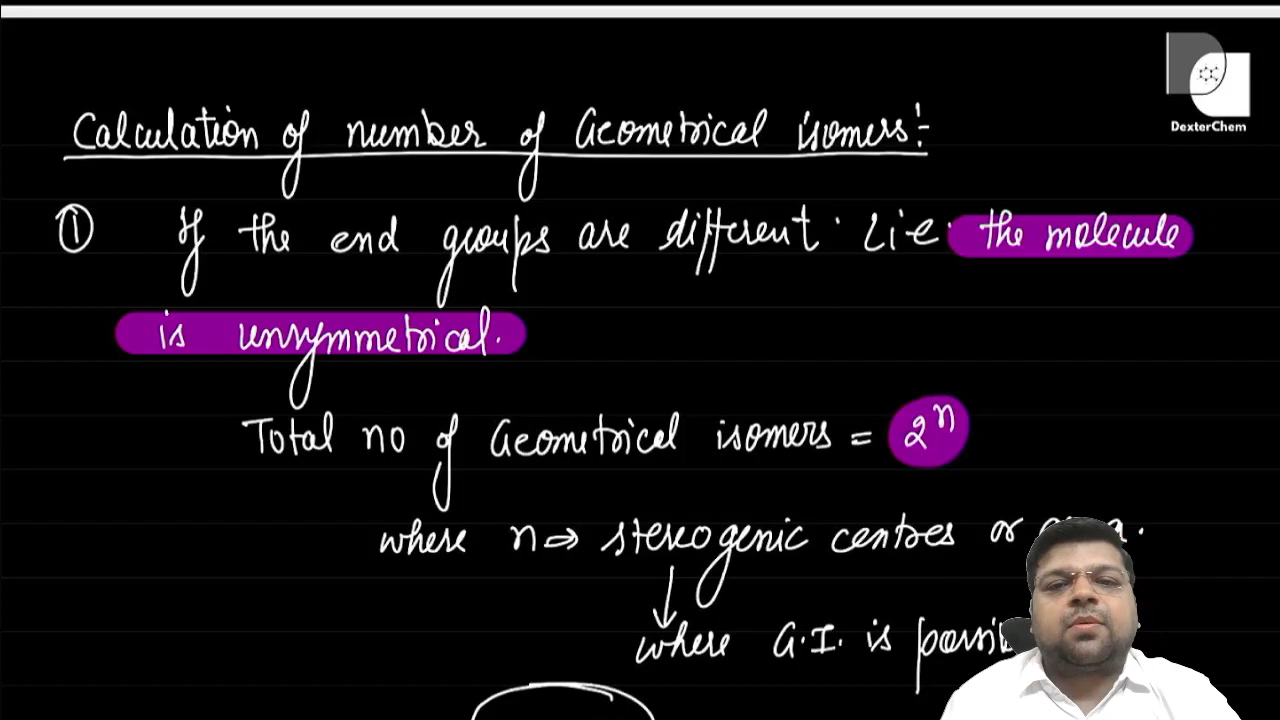 DexterChem
Calculation of number of Geometrical isomers:-
① If the end groups are different. i.e. the molecule
is unsymmetrical.
Total no of Geometrical isomers = 2ⁿ
where n ⇒ stereogenic centres or
↓
where G.I. is